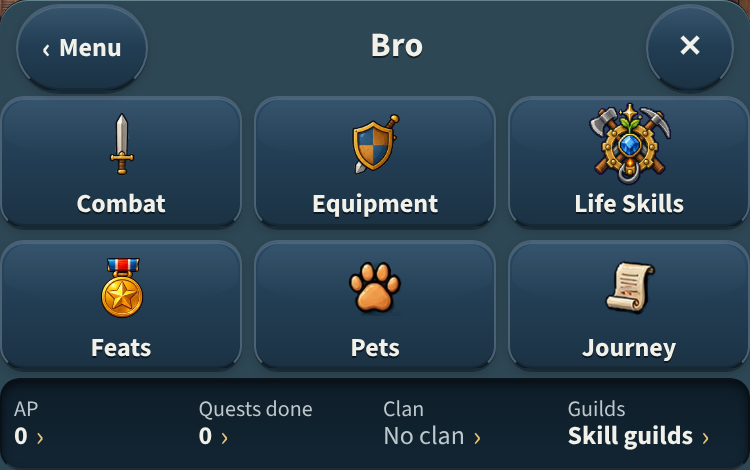 ‹ Menu
Bro
×
Combat
Equipment
Life Skills
Feats
Pets
Journey
AP
0 ›
Quests done
0 ›
Clan
No clan ›
Guilds
Skill guilds ›